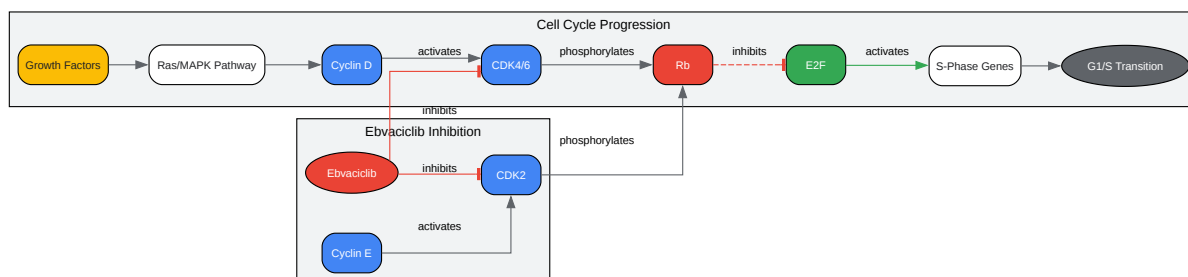 Cell Cycle Progression
Growth Factors
Ras/MAPK Pathway
Cyclin D
activates
CDK4/6
phosphorylates
Rb
inhibits
E2F
activates
S-Phase Genes
G1/S Transition
inhibits
Ebvaciclib Inhibition
Ebvaciclib
inhibits
CDK2
phosphorylates
Cyclin E
activates